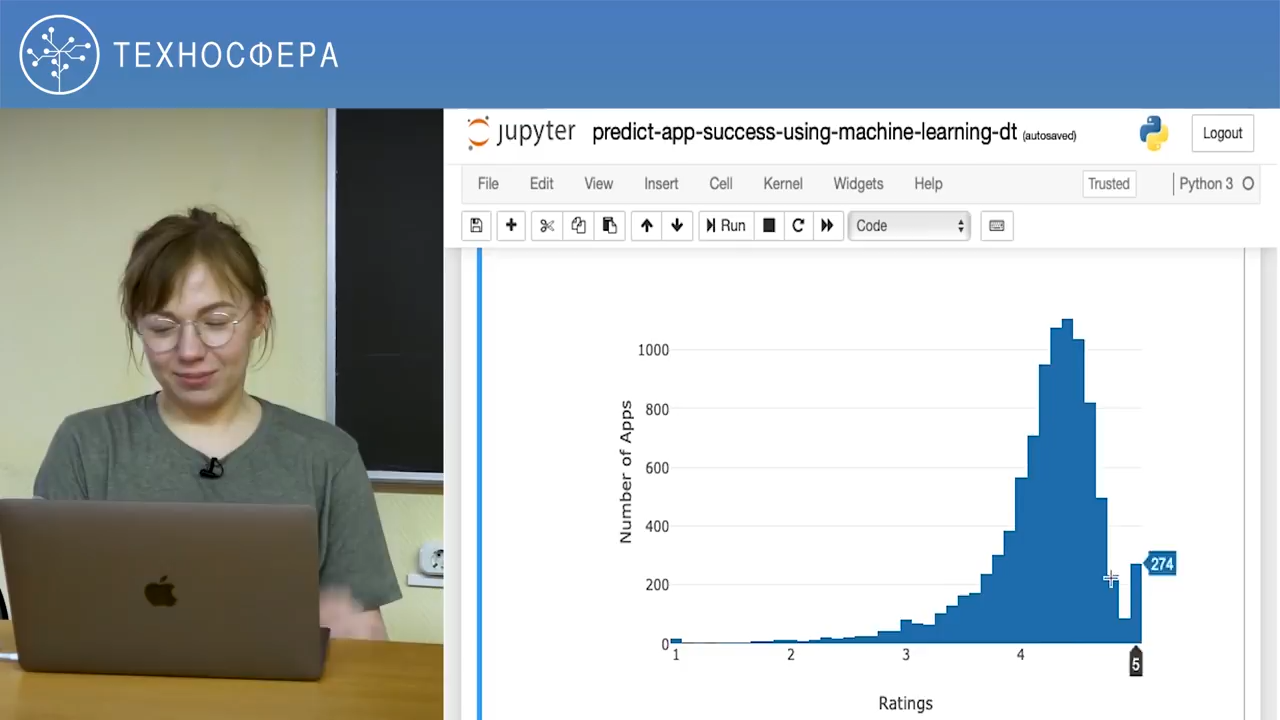 ТЕХНОСФЕРА
jupyter predict-app-success-using-machine-learning-dt (autosaved)
Logout
File Edit View Insert Cell Kernel Widgets Help
Trusted
Python 3
Run
Code
1000
800
600
400
200
0
Number of Apps
274
1 2 3 4 5
Ratings